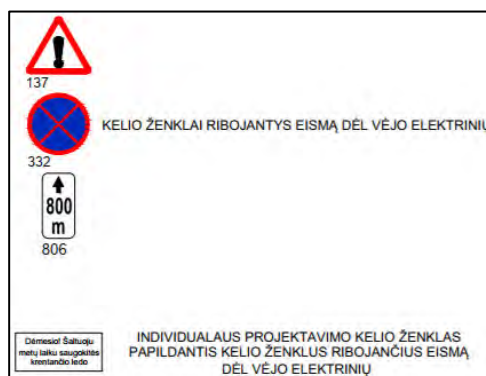 137
KELIO ŽENKLAI RIBOJANTYS EISMĄ DĖL VĖJO ELEKTRINIŲ
332
800
m
806
Dėmesio! Šaltuoju
metų laiku saugokitės
krentančio ledo
INDIVIDUALAUS PROJEKTAVIMO KELIO ŽENKLAS
PAPILDANTIS KELIO ŽENKLUS RIBOJANČIUS EISMĄ
DĖL VĖJO ELEKTRINIŲ